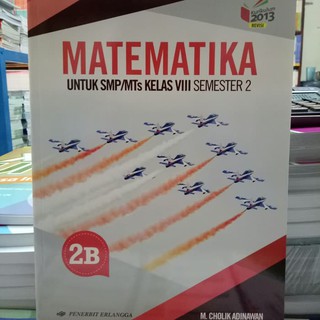 Kurikulum
2013
REVISI
MATEMATIKA
UNTUK SMP/MTs KELAS VIII SEMESTER 2
2B
PENERBIT ERLANGGA
M. CHOLIK ADINAWAN